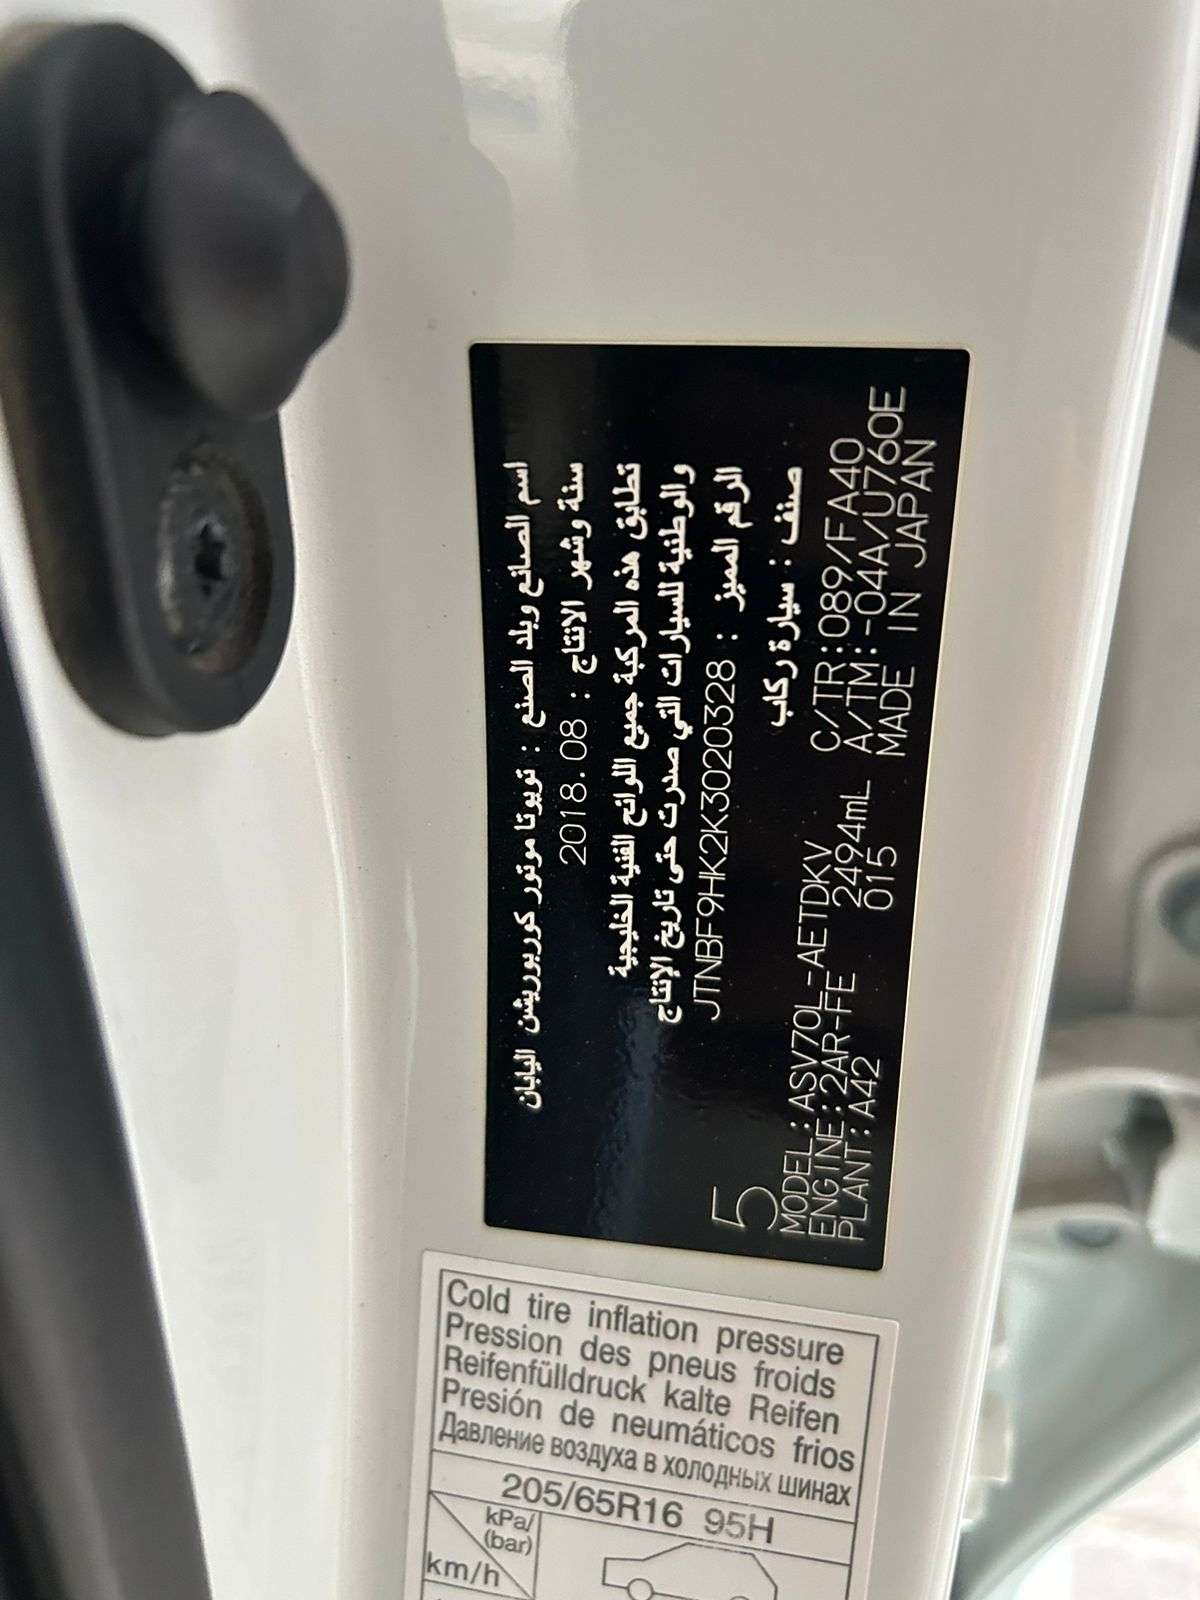 اسم الصانع وبلد الصنع : تويوتا موتور كوربوريشن اليابان
سنة وشهر الانتاج : 2018.08
تطابق هذه المركبة جميع اللوائح الفنية الخليجية
والوطنية للسيارات التي صدرت حتى تاريخ الإنتاج
الرقم المميز : JTNBF9HK2K3020328
صنف : سيارة ركاب
5
MODEL:ASV70L-AETDKV C/TR:089/FA40
ENGINE:2AR-FE 2494mL A/TM:-04A/U760E
PLANT:A42 015 MADE IN JAPAN
Cold tire inflation pressure
Pression des pneus froids
Reifenfülldruck kalte Reifen
Presión de neumáticos frios
Давление воздуха в холодных шинах
205/65R16 95H
kPa/
(bar)
km/h